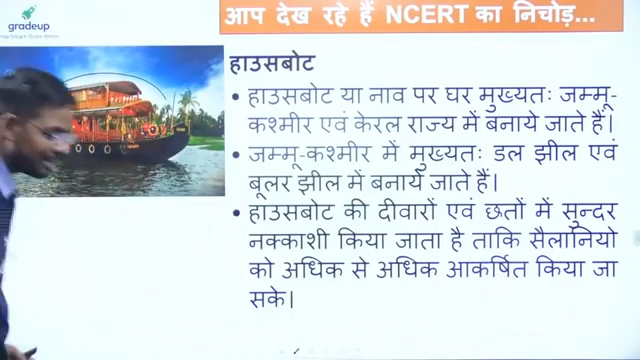 gradeup
आप देख रहे हैं NCERT का निचोड़...
हाउसबोट
• हाउसबोट या नाव पर घर मुख्यतः जम्मू-
कश्मीर एवं केरल राज्य में बनाये जाते हैं।
• जम्मू-कश्मीर में मुख्यतः डल झील एवं
बूलर झील में बनाये जाते हैं।
• हाउसबोट की दीवारों एवं छतों में सुन्दर
नक्काशी किया जाता है ताकि सैलानियो
को अधिक से अधिक आकर्षित किया जा
सके।